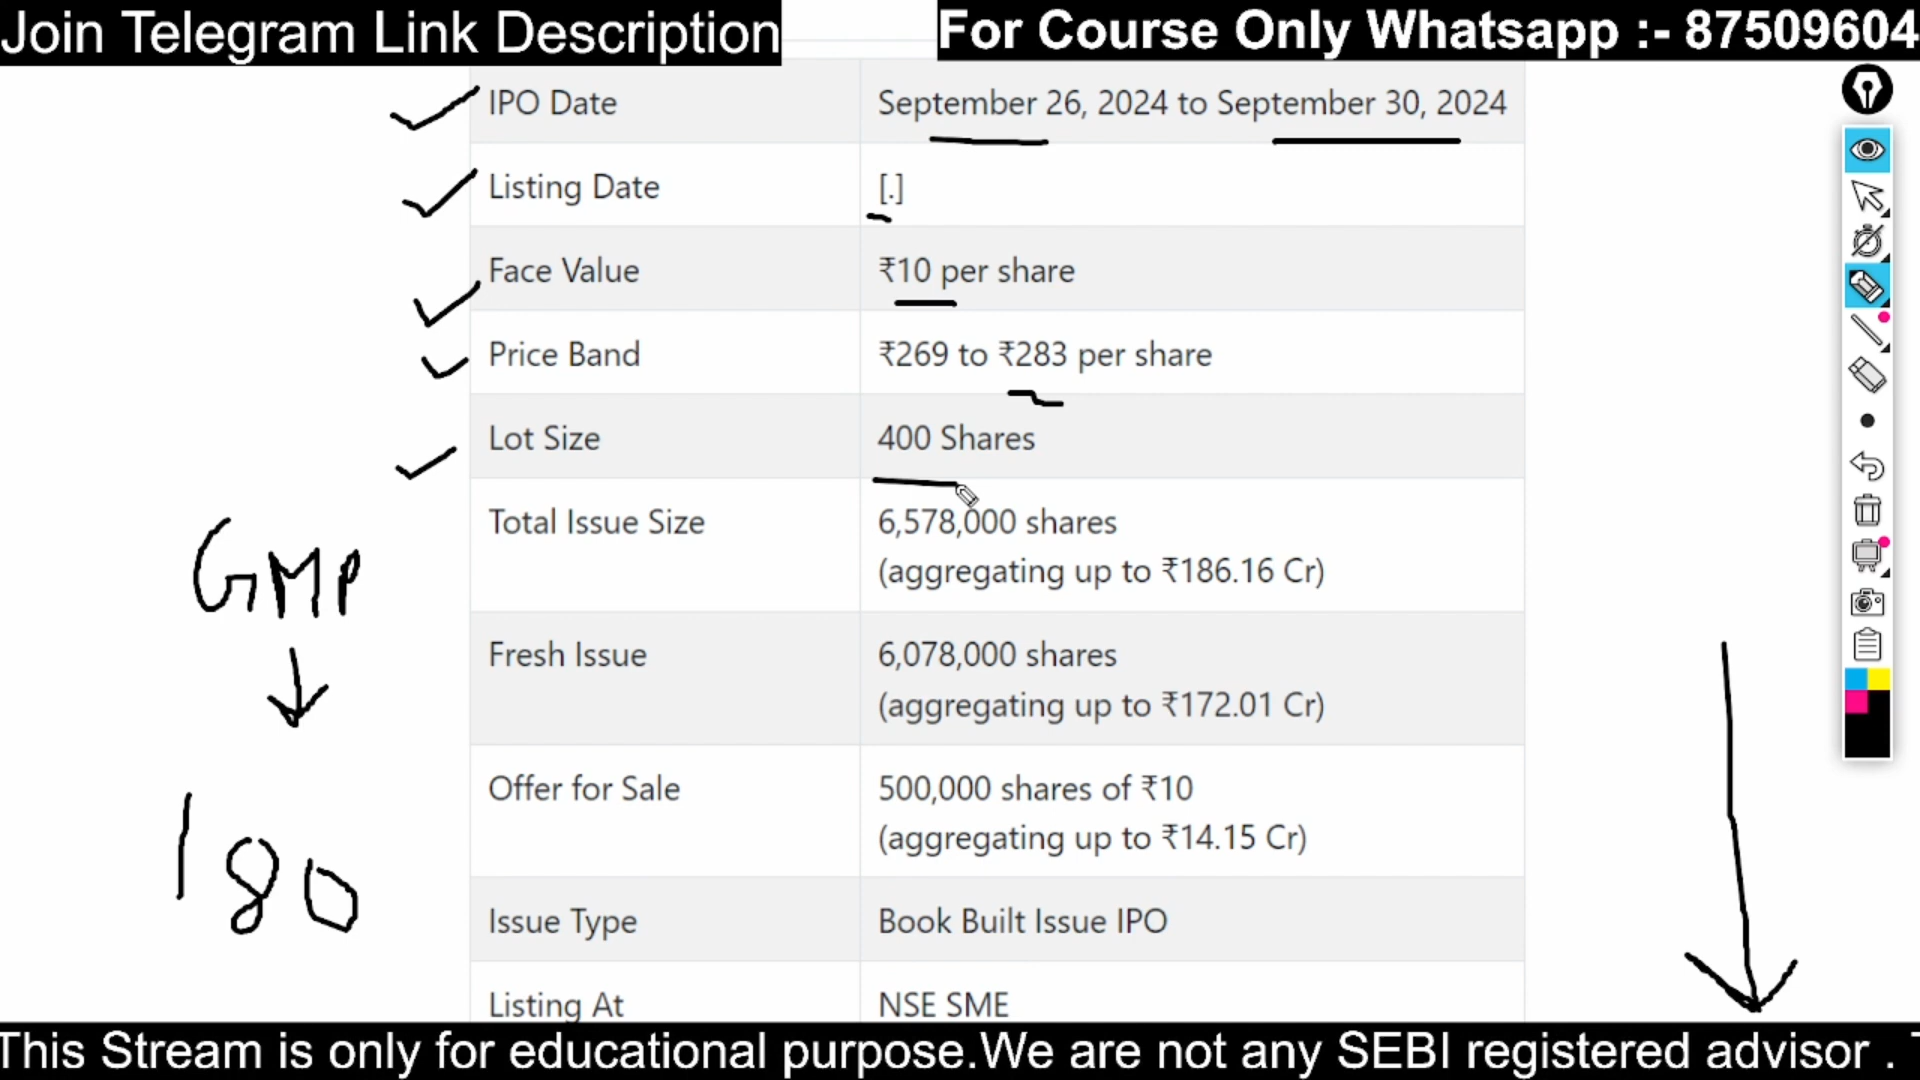 Join Telegram Link Description
For Course Only Whatsapp :- 87509604
IPO Date September 26, 2024 to September 30, 2024
Listing Date [.]
Face Value ₹10 per share
Price Band ₹269 to ₹283 per share
Lot Size 400 Shares
Total Issue Size 6,578,000 shares
(aggregating up to ₹186.16 Cr)
Fresh Issue 6,078,000 shares
(aggregating up to ₹172.01 Cr)
Offer for Sale 500,000 shares of ₹10
(aggregating up to ₹14.15 Cr)
Issue Type Book Built Issue IPO
Listing At NSE SME
GMP
180
This Stream is only for educational purpose.We are not any SEBI registered advisor .